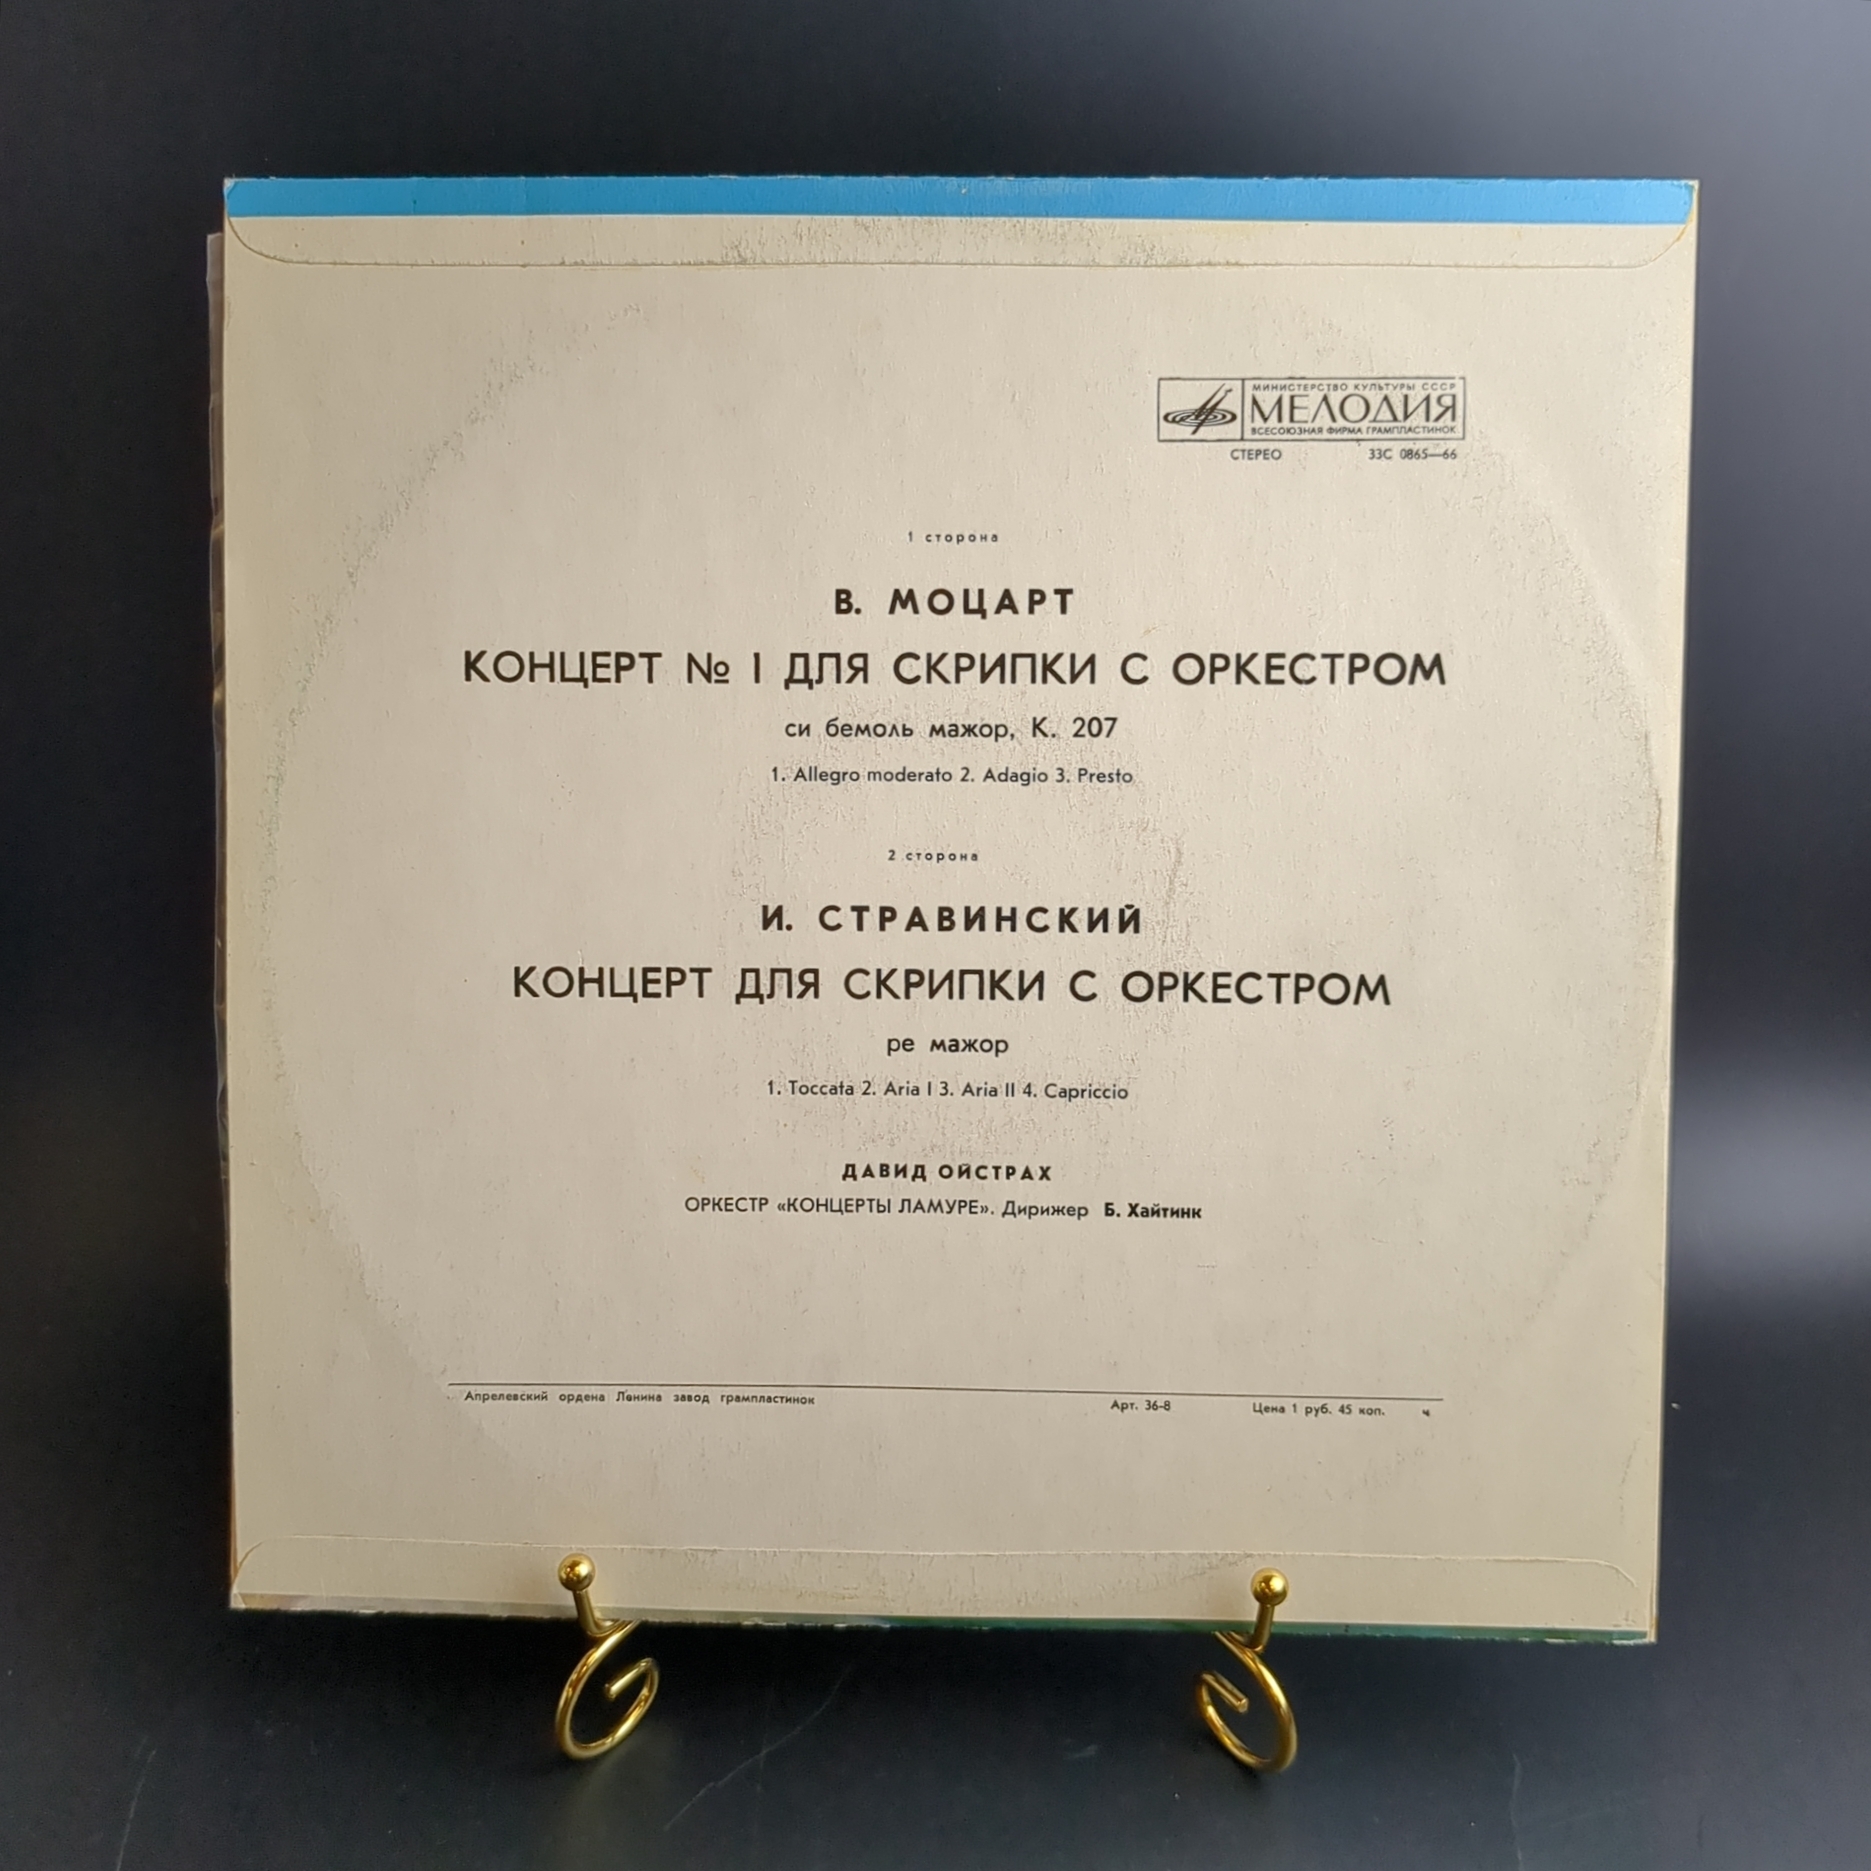 МИНИСТЕРСТВО КУЛЬТУРЫ СССР
МЕЛОДИЯ
ВСЕСОЮЗНАЯ ФИРМА ГРАМПЛАСТИНОК
СТЕРЕО 33С 0865—66
1 сторона
В. МОЦАРТ
КОНЦЕРТ № I ДЛЯ СКРИПКИ С ОРКЕСТРОМ
си бемоль мажор, К. 207
1. Allegro moderato 2. Adagio 3. Presto
2 сторона
И. СТРАВИНСКИЙ
КОНЦЕРТ ДЛЯ СКРИПКИ С ОРКЕСТРОМ
ре мажор
1. Toccata 2. Aria I 3. Aria II 4. Capriccio
ДАВИД ОЙСТРАХ
ОРКЕСТР «КОНЦЕРТЫ ЛАМУРЕ». Дирижер Б. Хайтинк
Апрелевский ордена Ленина завод грампластинок Арт. 36-8 Цена 1 руб. 45 коп. ч